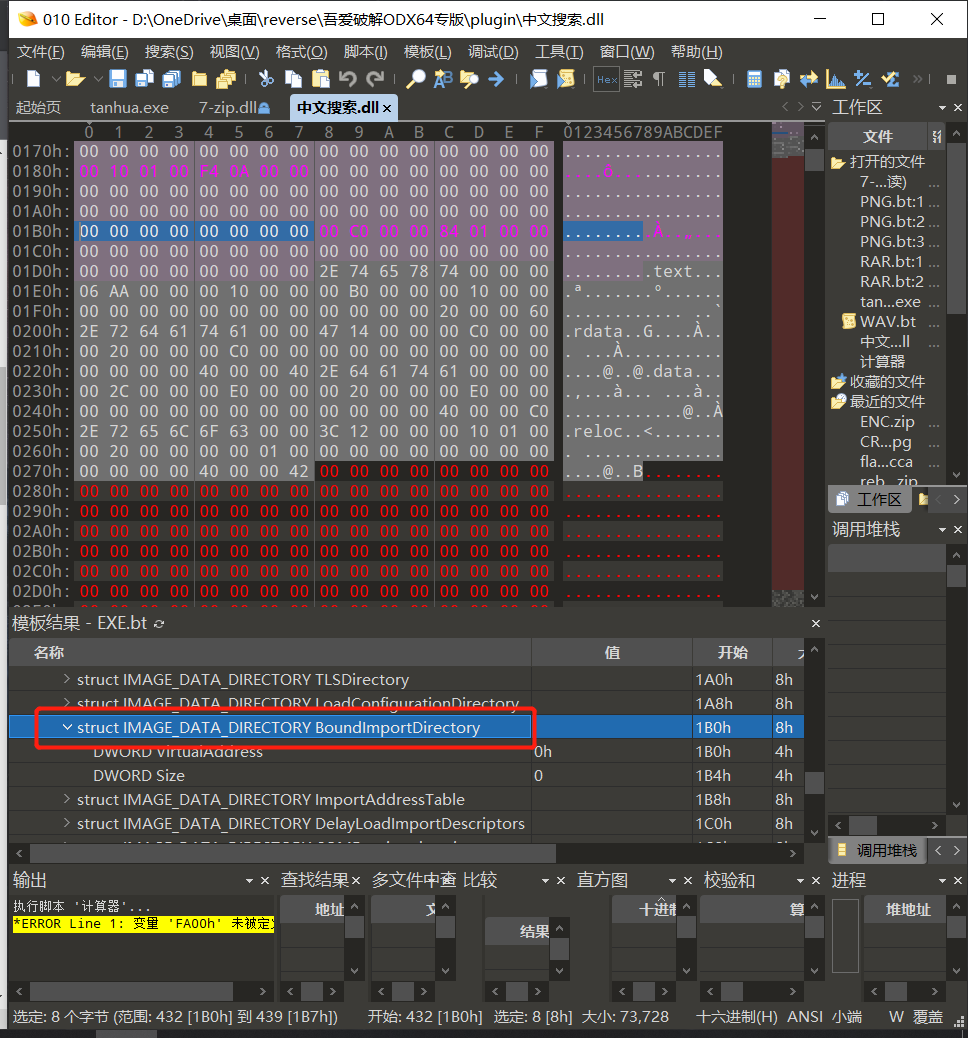 010 Editor - D:\OneDrive\桌面\reverse\吾爱破解ODX64专版\plugin\中文搜索.dll
文件(F) 编辑(E) 搜索(S) 视图(V) 格式(O) 脚本(I) 模板(L) 调试(D) 工具(T) 窗口(W) 帮助(H)
起始页 tanhua.exe 7-zip.dll 中文搜索.dll 工作区
0 1 2 3 4 5 6 7 8 9 A B C D E F 0123456789ABCDEF
0170h: 00 00 00 00 00 00 00 00 00 00 00 00 00 00 00 00 ................
0180h: 00 10 01 00 F4 0A 00 00 00 00 00 00 00 00 00 00 ....ô...........
0190h: 00 00 00 00 00 00 00 00 00 00 00 00 00 00 00 00 ................
01A0h: 00 00 00 00 00 00 00 00 00 00 00 00 00 00 00 00 ................
01B0h: 00 00 00 00 00 00 00 00 00 C0 00 00 84 01 00 00 .........À..„...
01C0h: 00 00 00 00 00 00 00 00 00 00 00 00 00 00 00 00 ................
01D0h: 00 00 00 00 00 00 00 00 2E 74 65 78 74 00 00 00 .........text...
01E0h: 06 AA 00 00 00 10 00 00 00 B0 00 00 00 10 00 00 .ª.......°......
01F0h: 00 00 00 00 00 00 00 00 00 00 00 00 20 00 00 60 ............ ..`
0200h: 2E 72 64 61 74 61 00 00 47 14 00 00 00 C0 00 00 .rdata..G....À..
0210h: 00 20 00 00 00 C0 00 00 00 00 00 00 00 00 00 00 . ...À..........
0220h: 00 00 00 00 40 00 00 40 2E 64 61 74 61 00 00 00 ....@..@.data...
0230h: 00 2C 00 00 00 E0 00 00 00 20 00 00 00 E0 00 00 .,...à... ...à..
0240h: 00 00 00 00 00 00 00 00 00 00 00 00 40 00 00 C0 ............@..À
0250h: 2E 72 65 6C 6F 63 00 00 3C 12 00 00 00 10 01 00 .reloc..<.......
0260h: 00 20 00 00 00 00 01 00 00 00 00 00 00 00 00 00 . ..............
0270h: 00 00 00 00 40 00 00 42 00 00 00 00 00 00 00 00 ....@..B........
0280h: 00 00 00 00 00 00 00 00 00 00 00 00 00 00 00 00 ................
0290h: 00 00 00 00 00 00 00 00 00 00 00 00 00 00 00 00 ................
02A0h: 00 00 00 00 00 00 00 00 00 00 00 00 00 00 00 00 ................
02B0h: 00 00 00 00 00 00 00 00 00 00 00 00 00 00 00 00 ................
02C0h: 00 00 00 00 00 00 00 00 00 00 00 00 00 00 00 00 ................
02D0h: 00 00 00 00 00 00 00 00 00 00 00 00 00 00 00 00 ................
文件
打开的文件
7-...读) ...
PNG.bt:1 ...
PNG.bt:2 ...
PNG.bt:3 ...
RAR.bt:1 ...
RAR.bt:2 ...
tan...exe ...
WAV.bt ...
中文...ll ...
计算器
收藏的文件
最近的文件
ENC.zip ...
CR...pg ...
fla...cca ...
reb...zip ...
工作区
调用堆栈
模板结果 - EXE.bt
名称 值 开始
struct IMAGE_DATA_DIRECTORY TLSDirectory 1A0h 8h
struct IMAGE_DATA_DIRECTORY LoadConfigurationDirectory 1A8h 8h
struct IMAGE_DATA_DIRECTORY BoundImportDirectory 1B0h 8h
DWORD VirtualAddress 0h 1B0h 4h
DWORD Size 0 1B4h 4h
struct IMAGE_DATA_DIRECTORY ImportAddressTable 1B8h 8h
struct IMAGE_DATA_DIRECTORY DelayLoadImportDescriptors 1C0h 8h
调用堆栈
输出 查找结果 多文件中查 比较 直方图 校验和 进程
执行脚本 '计算器'...
*ERROR Line 1: 变量 'FA00h' 未被定义
地址 结果 十进制 堆地址
选定: 8 个字节 (范围: 432 [1B0h] 到 439 [1B7h]) 开始: 432 [1B0h] 选定: 8 [8h] 大小: 73,728 十六进制(H) ANSI 小端 W 覆盖